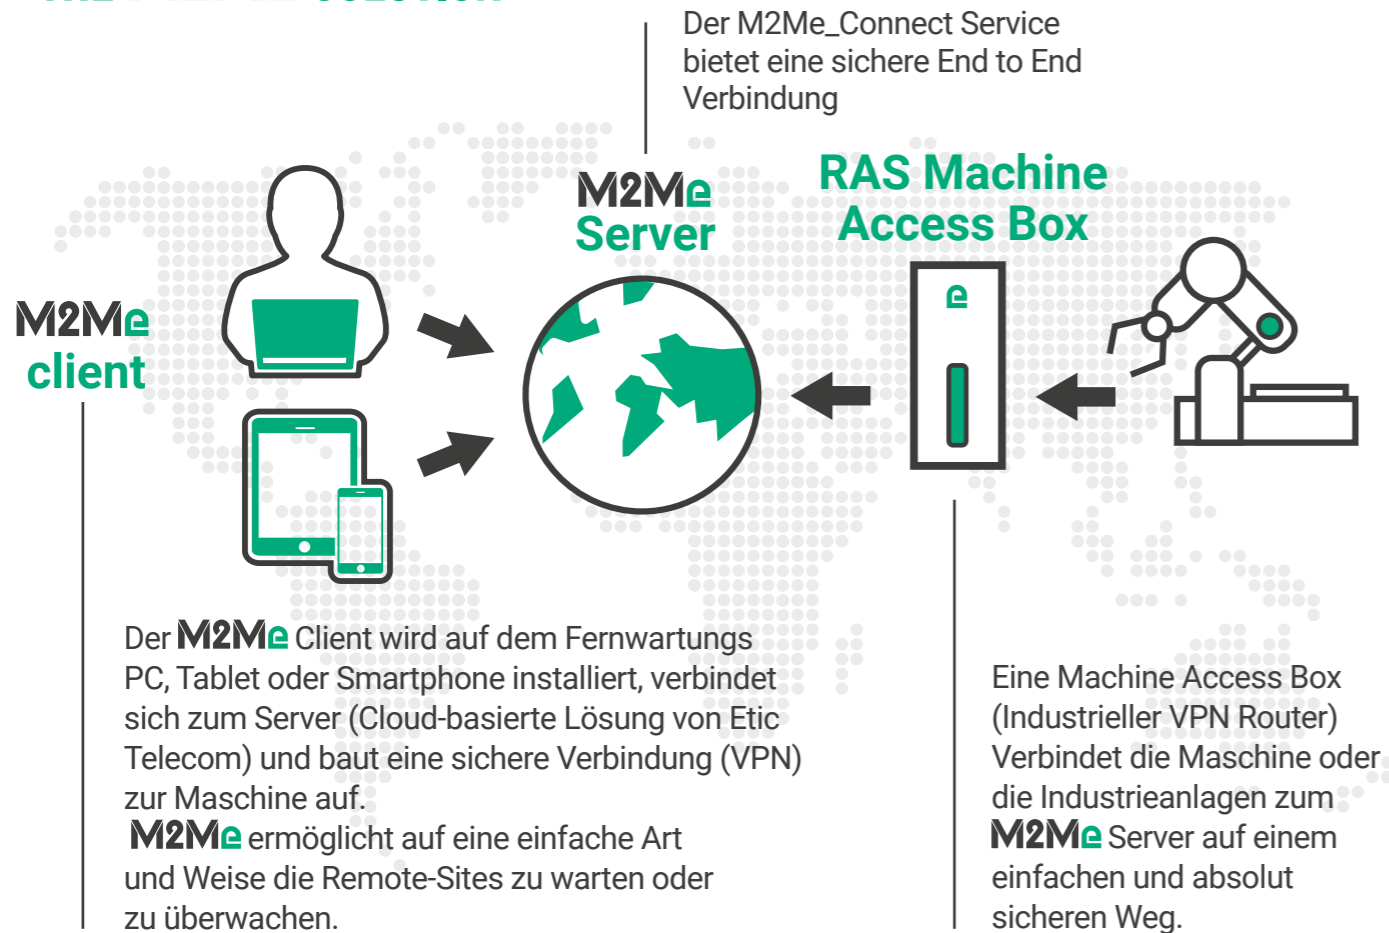 Der M2Me_Connect Service
bietet eine sichere End to End
Verbindung
M2Me
Server
RAS Machine
Access Box
M2Me
client
Der M2Me Client wird auf dem Fernwartungs
PC, Tablet oder Smartphone installiert, verbindet
sich zum Server (Cloud-basierte Lösung von Etic
Telecom) und baut eine sichere Verbindung (VPN)
zur Maschine auf.
M2Me ermöglicht auf eine einfache Art
und Weise die Remote-Sites zu warten oder
zu überwachen.
Eine Machine Access Box
(Industrieller VPN Router)
Verbindet die Maschine oder
die Industrieanlagen zum
M2Me Server auf einem
einfachen und absolut
sicheren Weg.